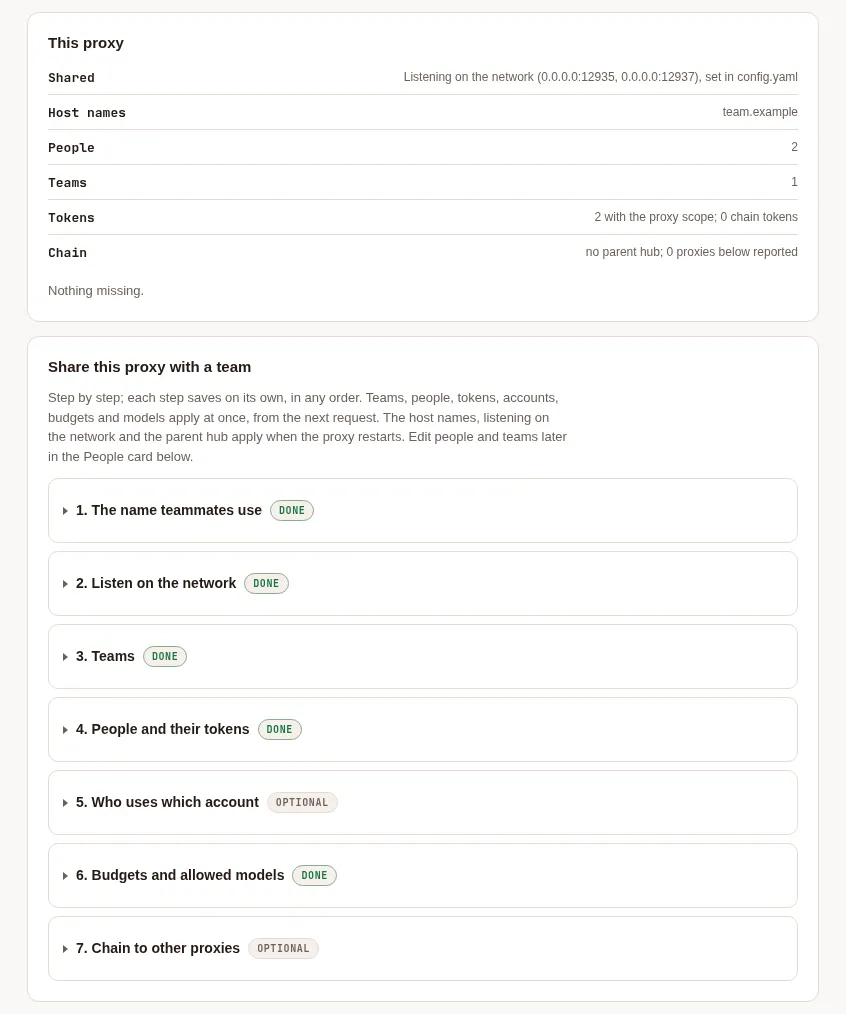 This proxy
Shared Listening on the network (0.0.0.0:12935, 0.0.0.0:12937), set in config.yaml
Host names team.example
People 2
Teams 1
Tokens 2 with the proxy scope; 0 chain tokens
Chain no parent hub; 0 proxies below reported
Nothing missing.
Share this proxy with a team
Step by step; each step saves on its own, in any order. Teams, people, tokens, accounts,
budgets and models apply at once, from the next request. The host names, listening on
the network and the parent hub apply when the proxy restarts. Edit people and teams later
in the People card below.
1. The name teammates use DONE
2. Listen on the network DONE
3. Teams DONE
4. People and their tokens DONE
5. Who uses which account OPTIONAL
6. Budgets and allowed models DONE
7. Chain to other proxies OPTIONAL